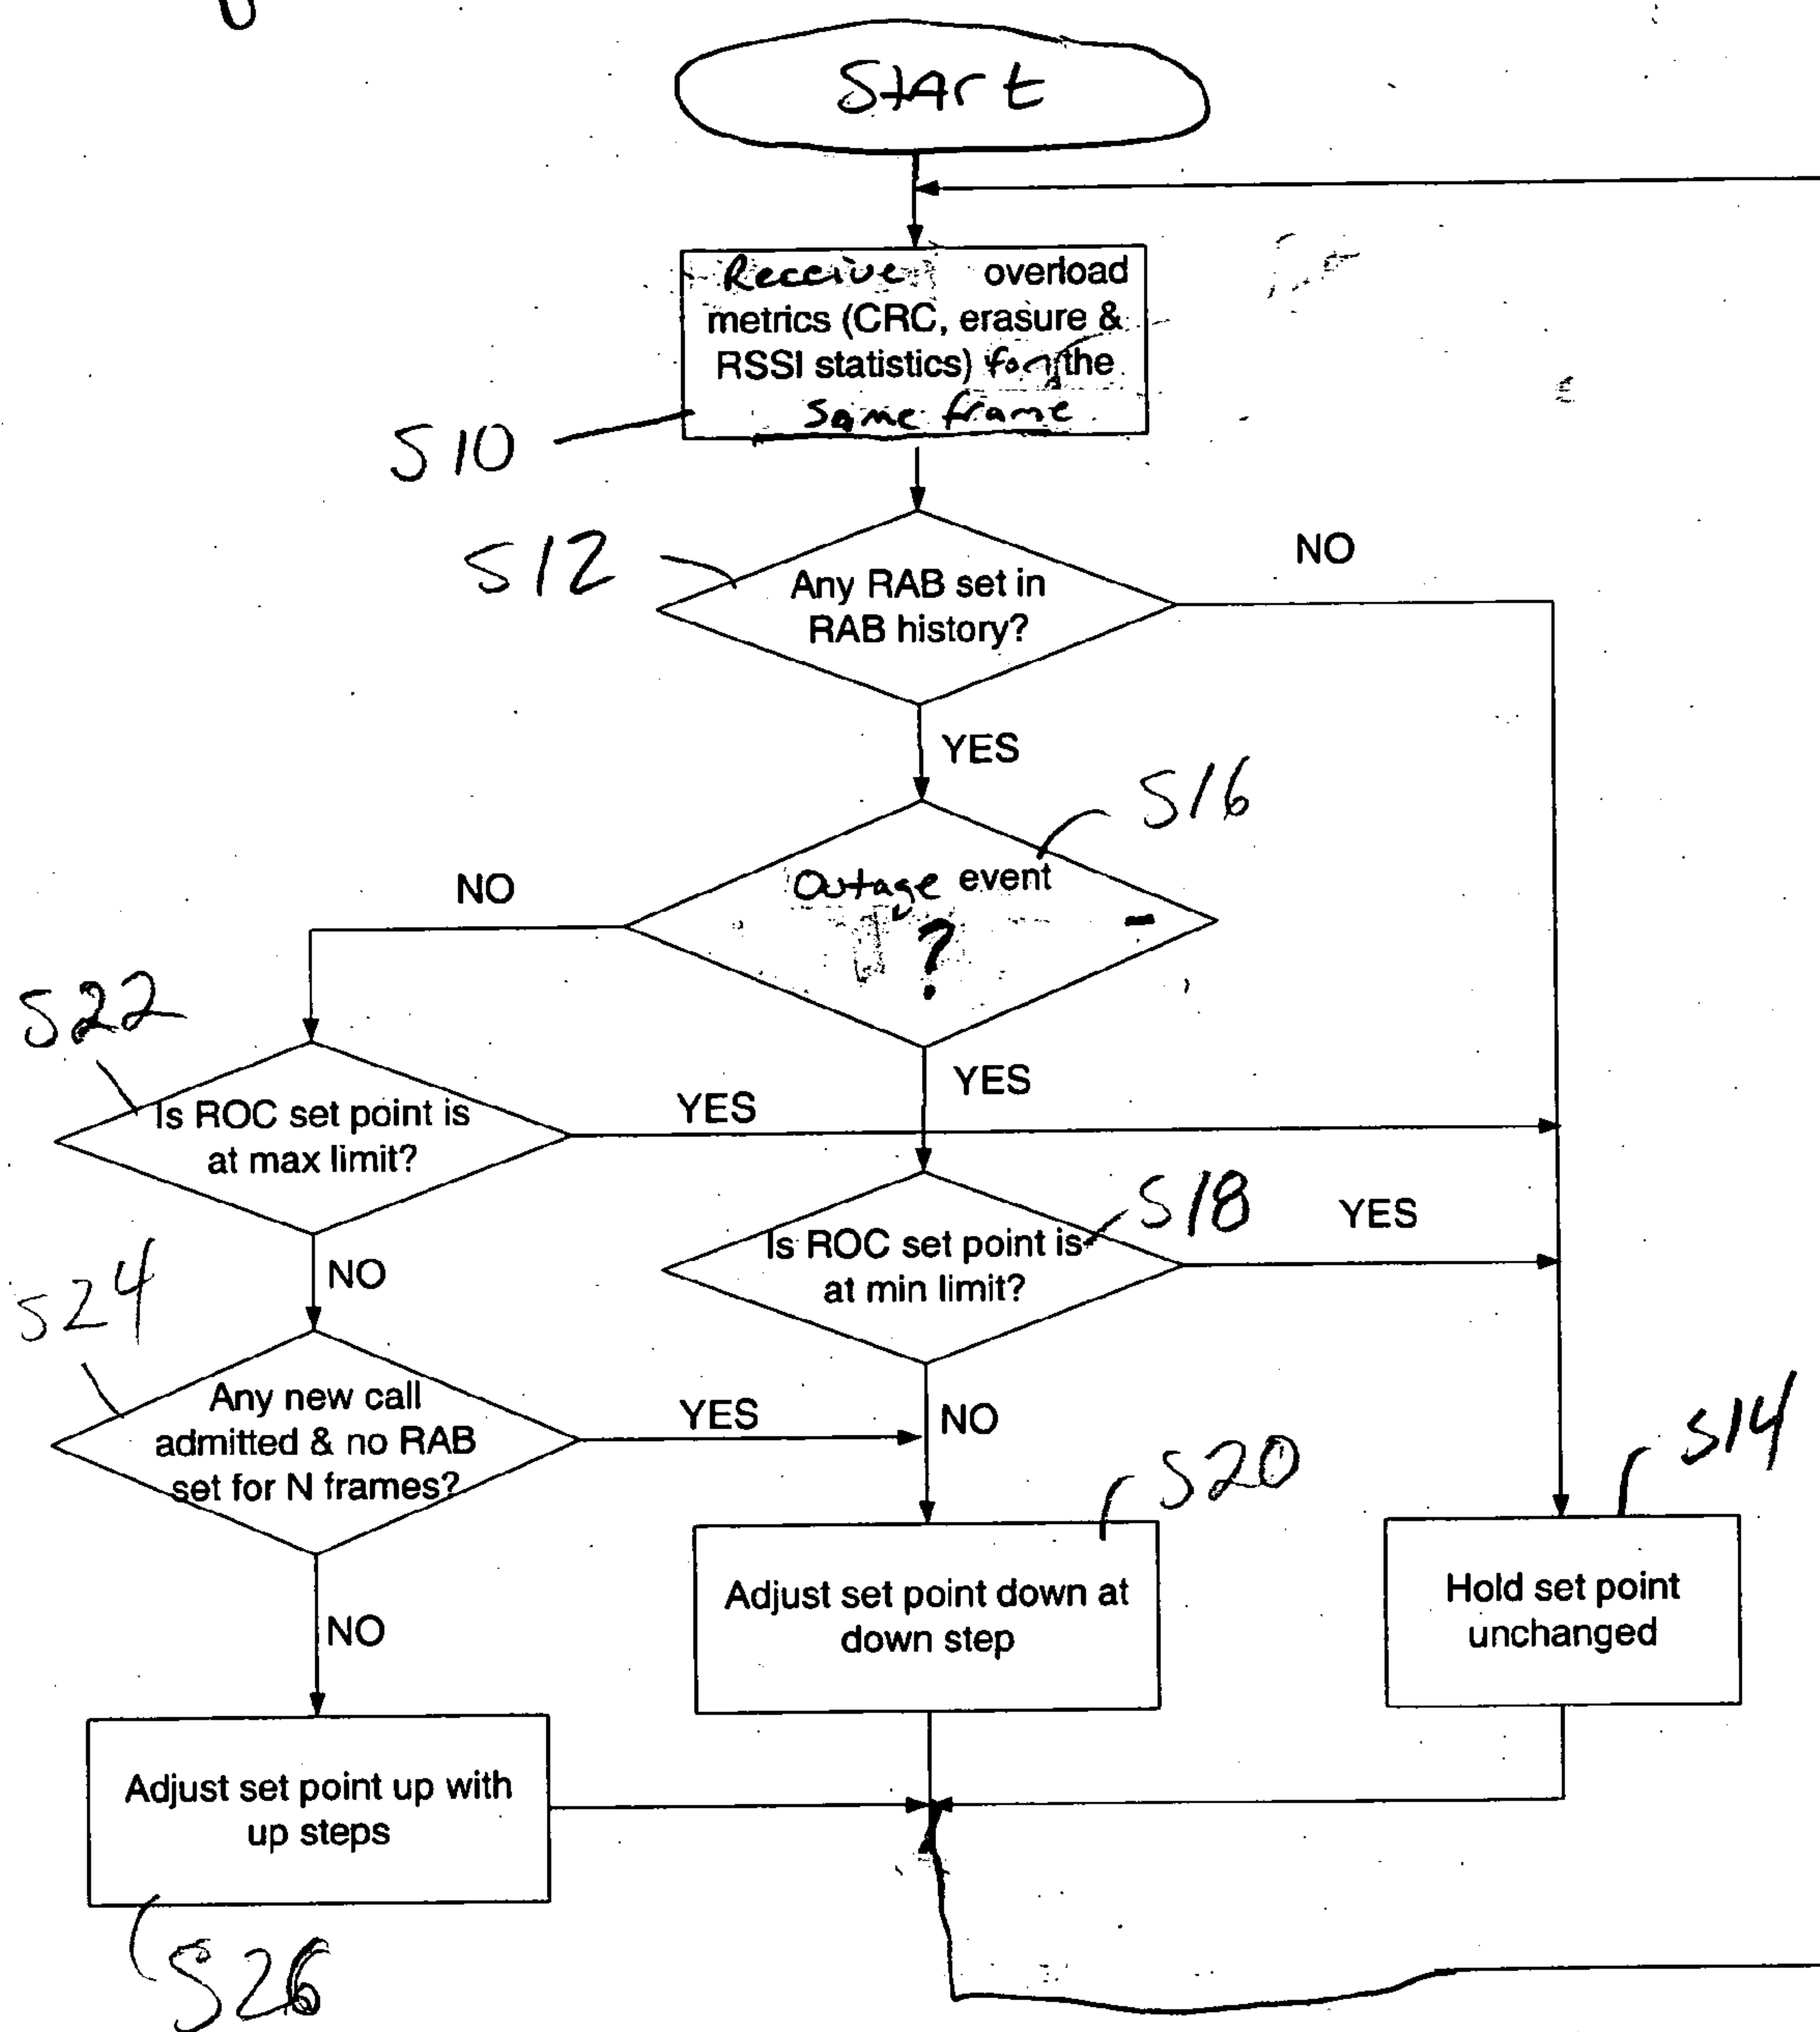 Start
Receive overload
metrics (CRC, erasure &
RSSI statistics) for the
same frame
S10
S12
Any RAB set in
RAB history?
NO
YES
S16
Outage event
?
NO
S22
YES
Is ROC set point is
at max limit?
YES
S18
Is ROC set point is
at min limit?
YES
NO
S24
Any new call
admitted & no RAB
set for N frames?
YES
NO
S20
S14
Adjust set point down at
down step
Hold set point
unchanged
NO
Adjust set point up with
up steps
S26